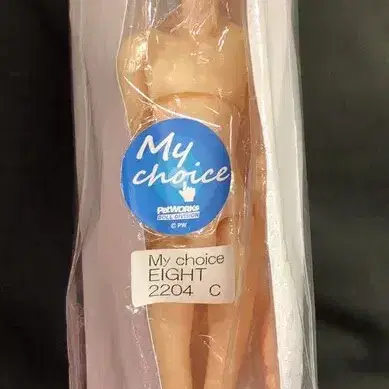 My
choice
PetWORKs
DOLL DIVISION
© PW
My choice
EIGHT
2204 C